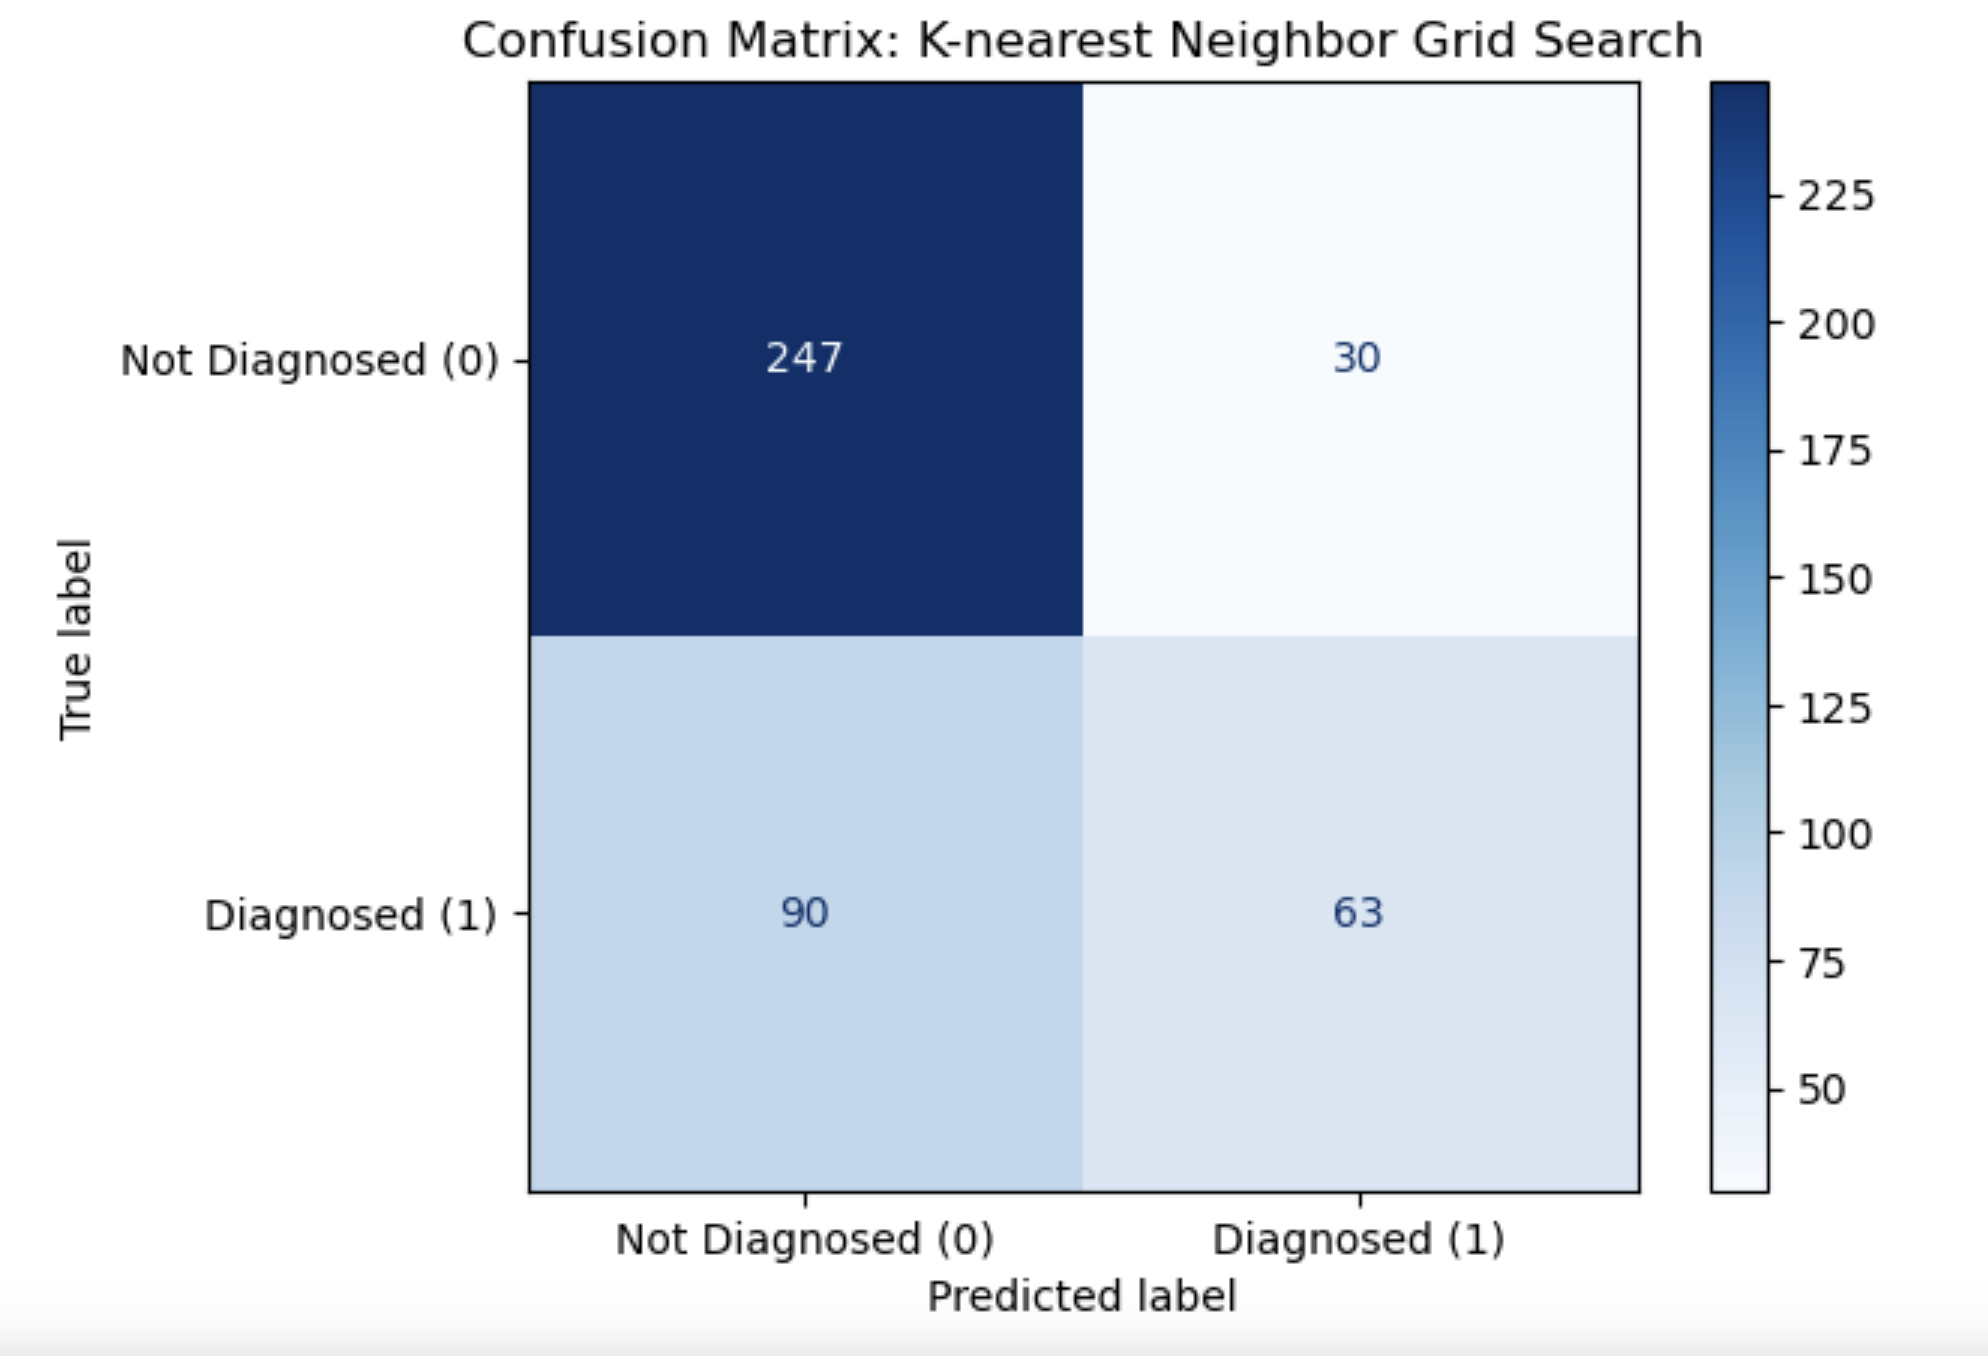 Confusion Matrix: K-nearest Neighbor Grid Search
Not Diagnosed (0)
247
30
Diagnosed (1)
90
63
True label
Not Diagnosed (0)
Diagnosed (1)
Predicted label
225
200
175
150
125
100
75
50